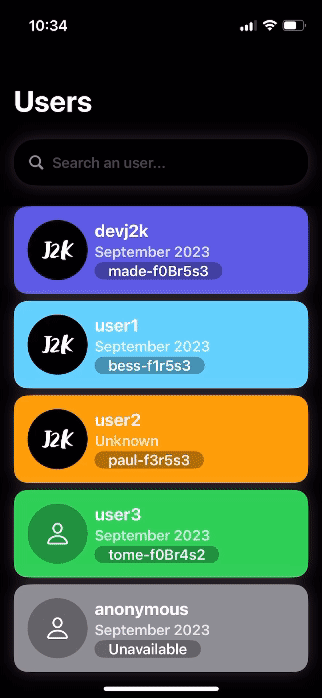 10:34
Users
Search an user...
J2K
devj2k
September 2023
made-f0Br5s3
J2K
user1
September 2023
bess-f1r5s3
J2K
user2
Unknown
paul-f3r5s3
user3
September 2023
tome-f0Br4s2
anonymous
September 2023
Unavailable